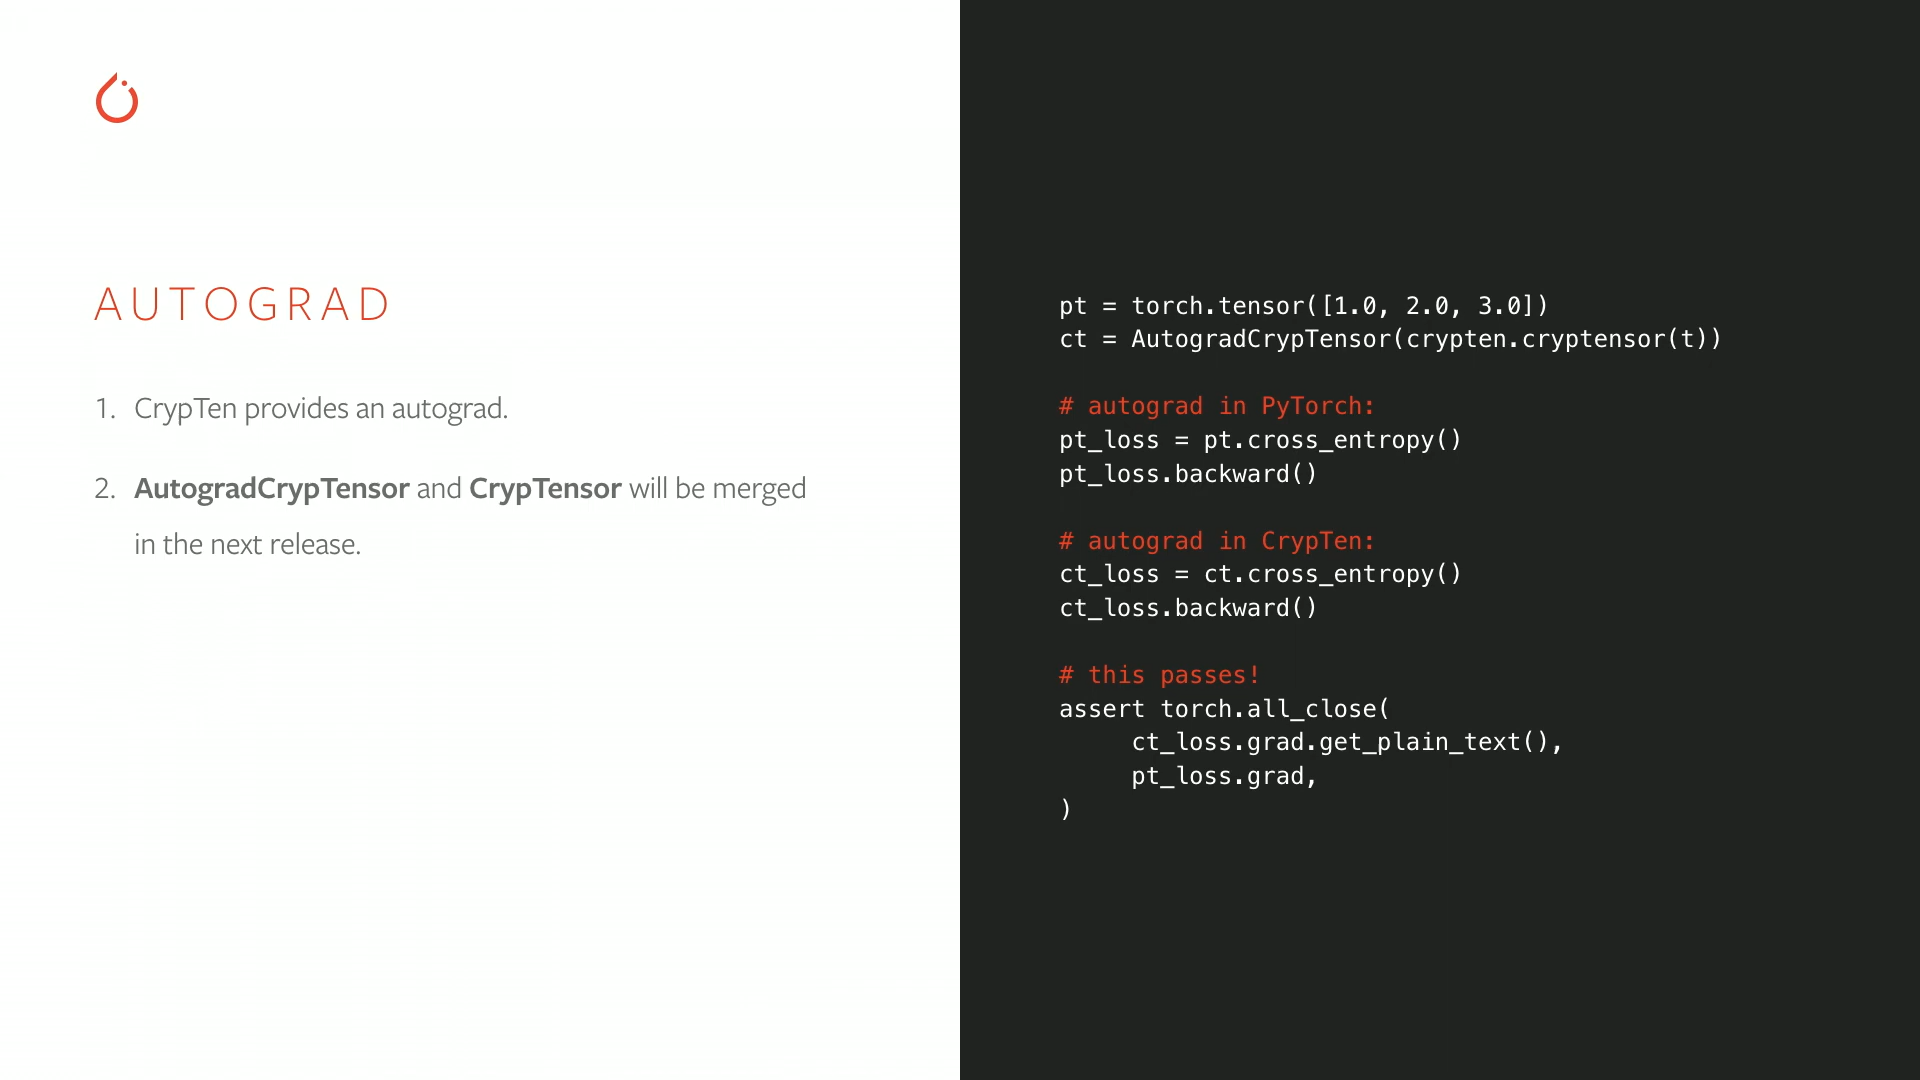 AUTOGRAD
1. CrypTen provides an autograd.
2. AutogradCrypTensor and CrypTensor will be merged
in the next release.
pt = torch.tensor([1.0, 2.0, 3.0])
ct = AutogradCrypTensor(crypten.cryptensor(t))
# autograd in PyTorch:
pt_loss = pt.cross_entropy()
pt_loss.backward()
# autograd in CrypTen:
ct_loss = ct.cross_entropy()
ct_loss.backward()
# this passes!
assert torch.all_close(
ct_loss.grad.get_plain_text(),
pt_loss.grad,
)